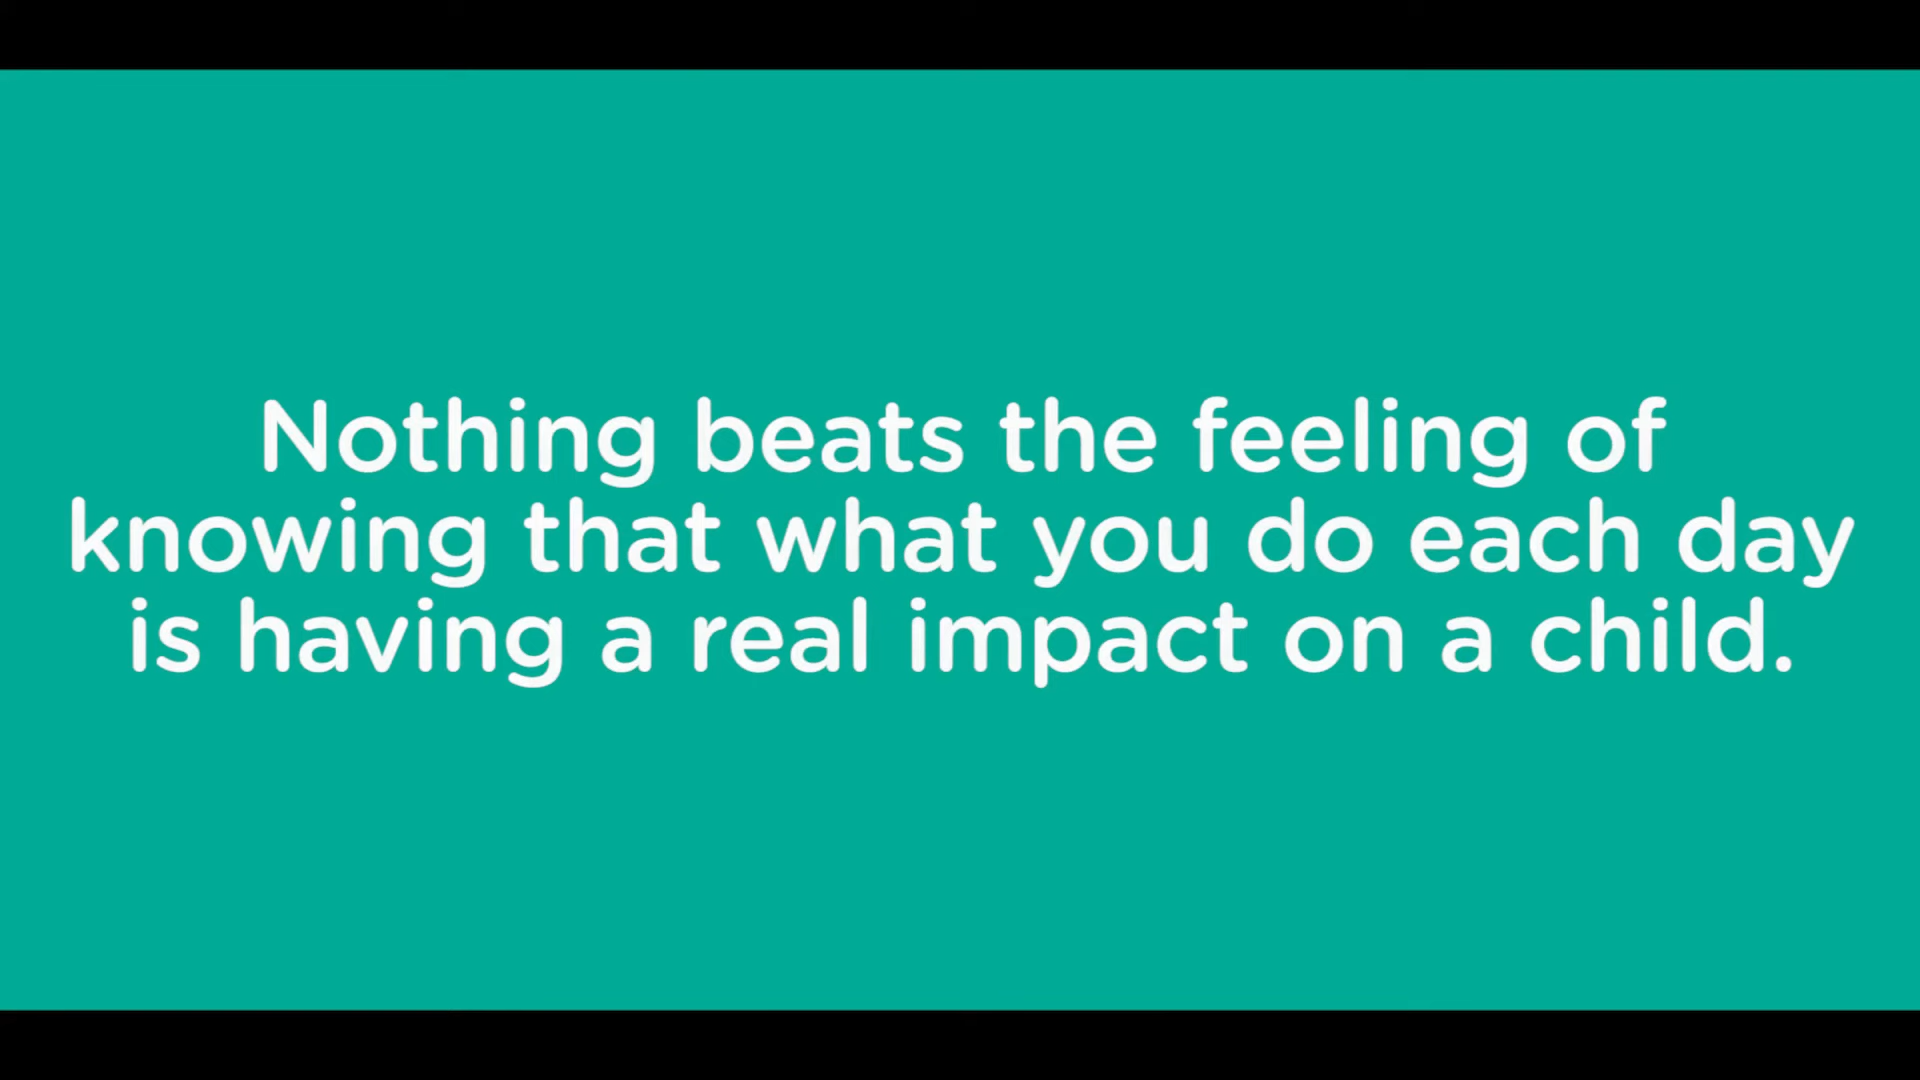 Nothing beats the feeling of
knowing that what you do each day
is having a real impact on a child.